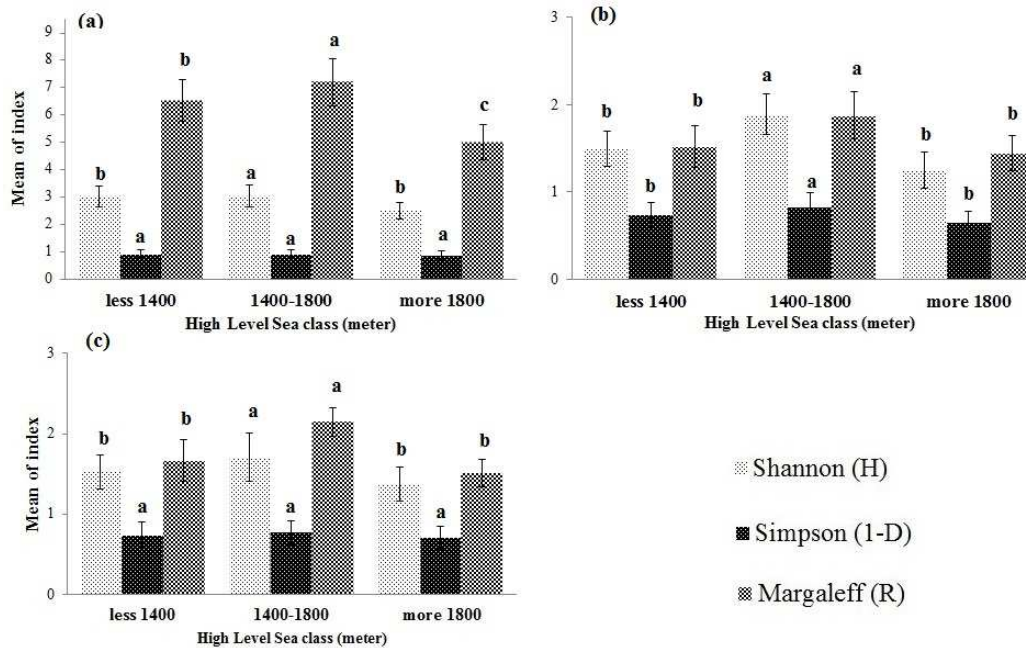 (a)
Mean of index
9
8
7
6
5
4
3
2
1
0
b a b
a a a
b a c
less 1400 1400-1800 more 1800
High Level Sea class (meter)
(b)
3
2
1
0
b b b
a a a
b b b
less 1400 1400-1800 more 1800
High Level Sea class (meter)
(c)
Mean of index
3
2
1
0
b a b
a a a
b a b
less 1400 1400-1800 more 1800
High Level Sea class (meter)
Shannon (H)
Simpson (1-D)
Margaleff (R)